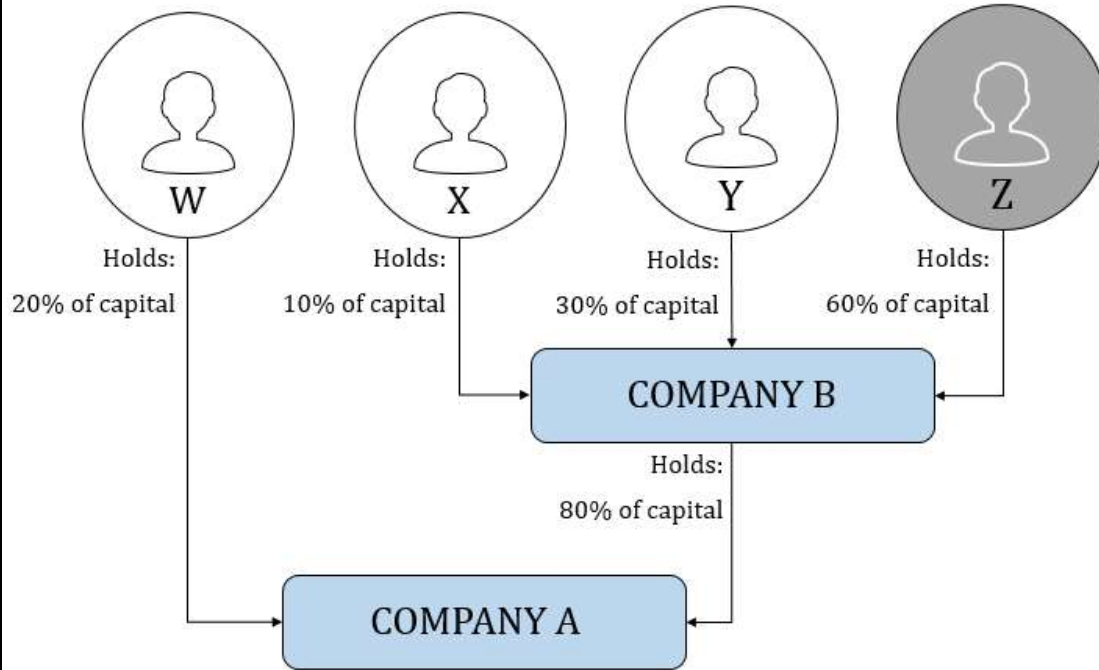 W
X
Y
Z
Holds:
20% of capital
Holds:
10% of capital
Holds:
30% of capital
Holds:
60% of capital
COMPANY B
Holds:
80% of capital
COMPANY A